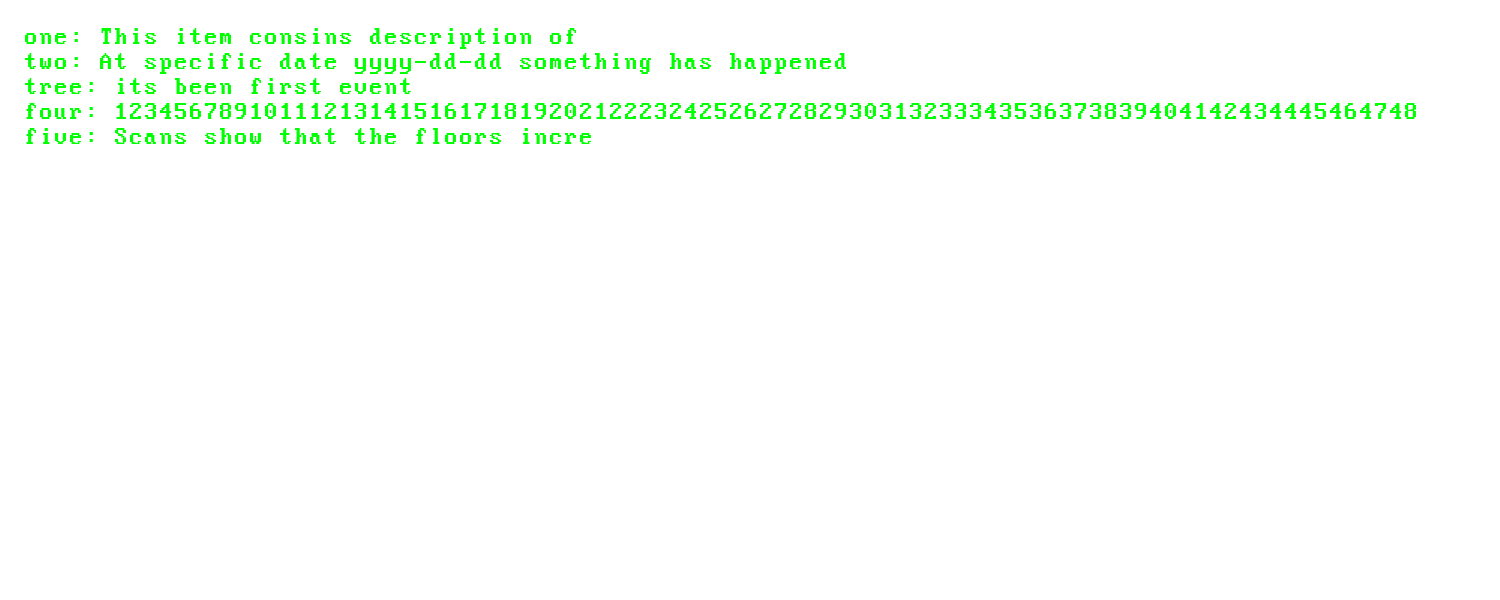 one: This item consins description of
two: At specific date yyyy-dd-dd something has happened
tree: its been first event
four: 123456789101112131415161718192021222324252627282930313233343536373839404142434445464748
five: Scans show that the floors incre